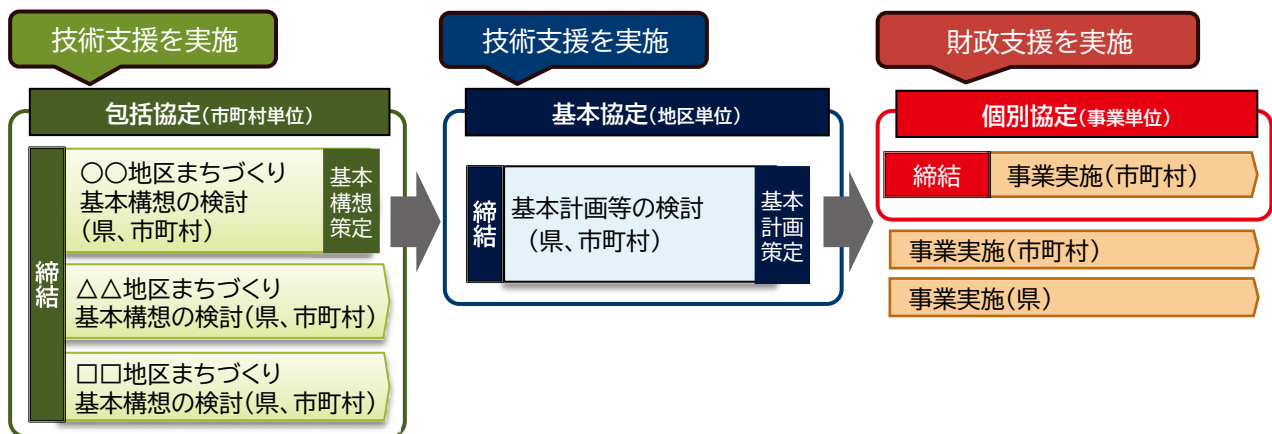 技術支援を実施
包括協定(市町村単位)
締結
○○地区まちづくり
基本構想の検討
(県、市町村)
基本
構想
策定
△△地区まちづくり
基本構想の検討(県、市町村)
□□地区まちづくり
基本構想の検討(県、市町村)
技術支援を実施
基本協定(地区単位)
締結
基本計画等の検討
(県、市町村)
基本
計画
策定
財政支援を実施
個別協定(事業単位)
締結
事業実施(市町村)
事業実施(市町村)
事業実施(県)